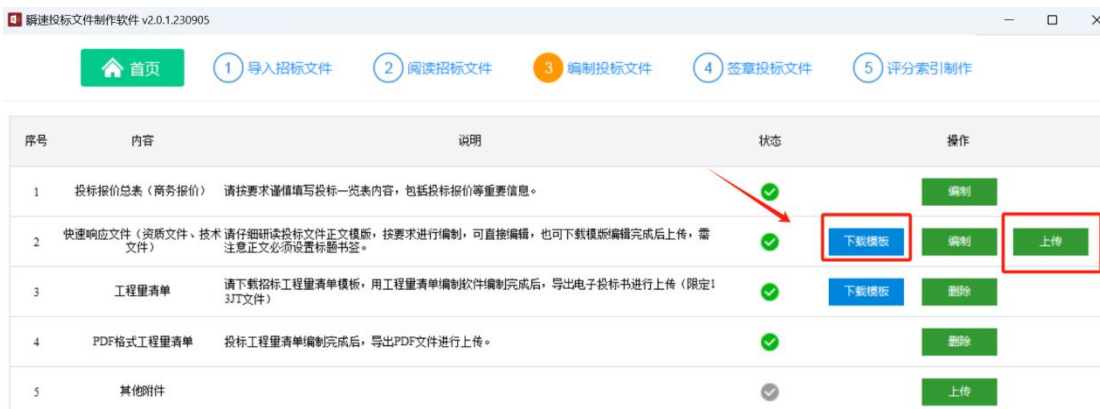 瞬速投标文件制作软件 v2.0.1.230905
首页
1 导入招标文件
2 阅读招标文件
3 编制投标文件
4 签章投标文件
5 评分索引制作
序号 内容 说明 状态 操作
1 投标报价总表（商务报价） 请按要求谨慎填写投标一览表内容，包括投标报价等重要信息。 编制
2 快速响应文件（资质文件、技术文件） 请仔细研读投标文件正文模版，按要求进行编制，可直接编辑，也可下载模版编辑完成后上传，需
注意正文必须设置标题书签。 下载模板 编制 上传
3 工程量清单 请下载招标工程量清单模板，用工程量清单编制软件编制完成后，导出电子投标书进行上传（限定1
3JT文件） 下载模板 删除
4 PDF格式工程量清单 投标工程量清单编制完成后，导出PDF文件进行上传。 删除
5 其他附件 上传